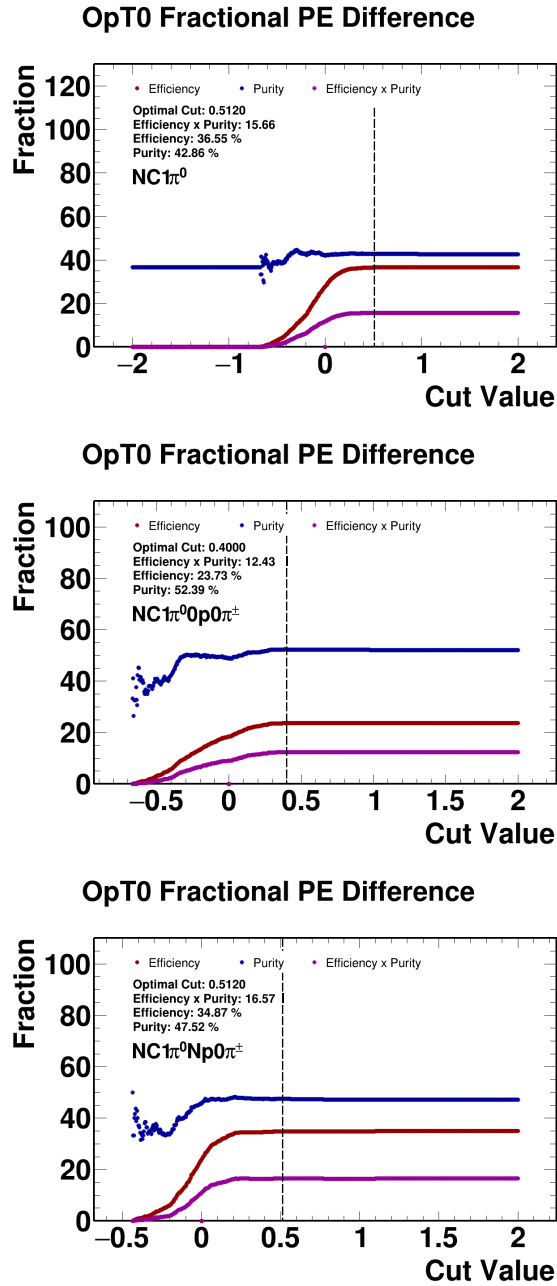 OpT0 Fractional PE Difference
Fraction
120
100
80
60
40
20
0
Efficiency Purity Efficiency x Purity
Optimal Cut: 0.5120
Efficiency x Purity: 15.66
Efficiency: 36.55 %
Purity: 42.86 %
NC1π⁰
−2 −1 0 1 2
Cut Value
OpT0 Fractional PE Difference
Fraction
100
80
60
40
20
0
Efficiency Purity Efficiency x Purity
Optimal Cut: 0.4000
Efficiency x Purity: 12.43
Efficiency: 23.73 %
Purity: 52.39 %
NC1π⁰0p0π±
−0.5 0 0.5 1 1.5 2
Cut Value
OpT0 Fractional PE Difference
Fraction
100
80
60
40
20
0
Efficiency Purity Efficiency x Purity
Optimal Cut: 0.5120
Efficiency x Purity: 16.57
Efficiency: 34.87 %
Purity: 47.52 %
NC1π⁰Np0π±
−0.5 0 0.5 1 1.5 2
Cut Value